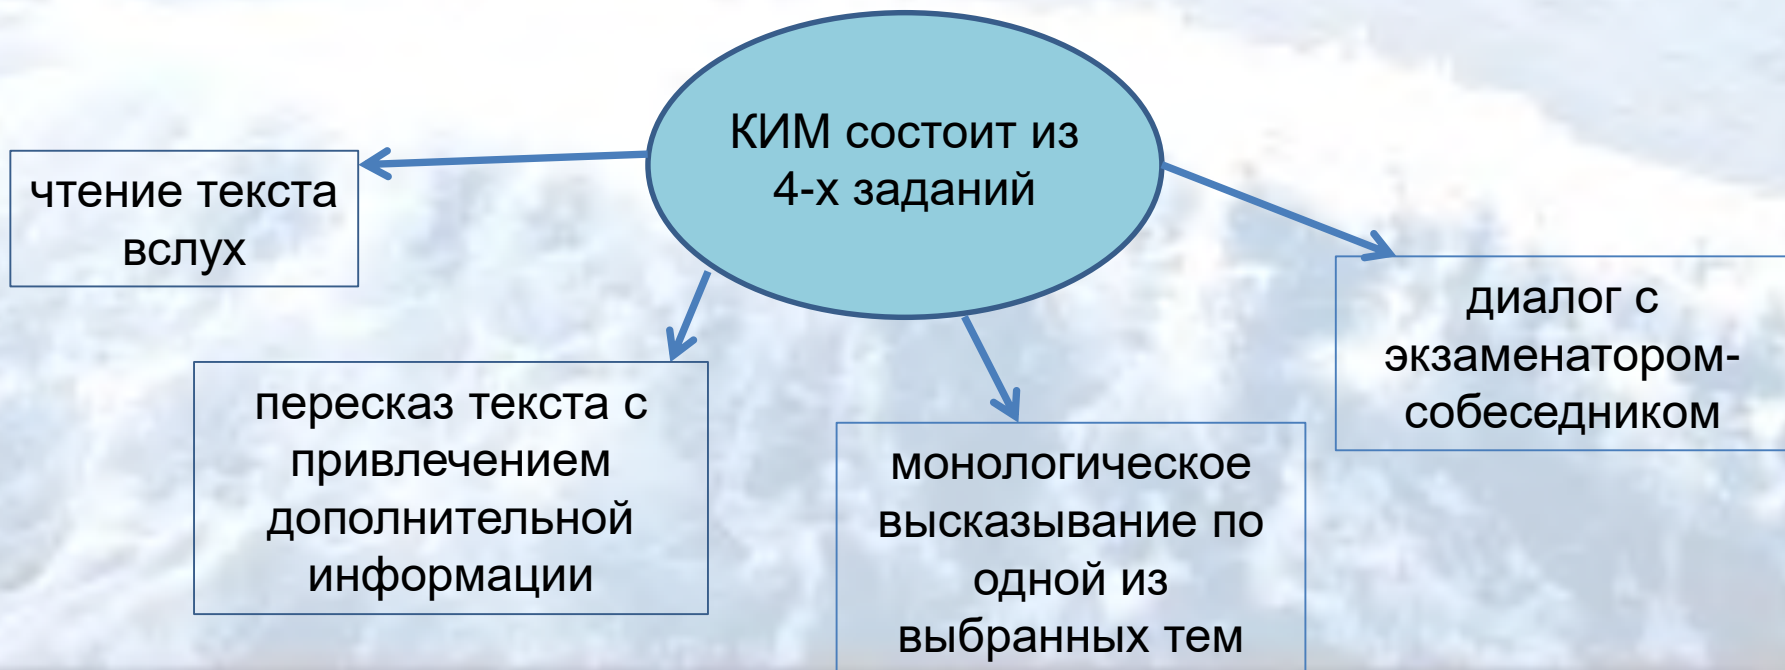 КИМ состоит из
4-х заданий
чтение текста
вслух
пересказ текста с
привлечением
дополнительной
информации
монологическое
высказывание по
одной из
выбранных тем
диалог с
экзаменатором-
собеседником